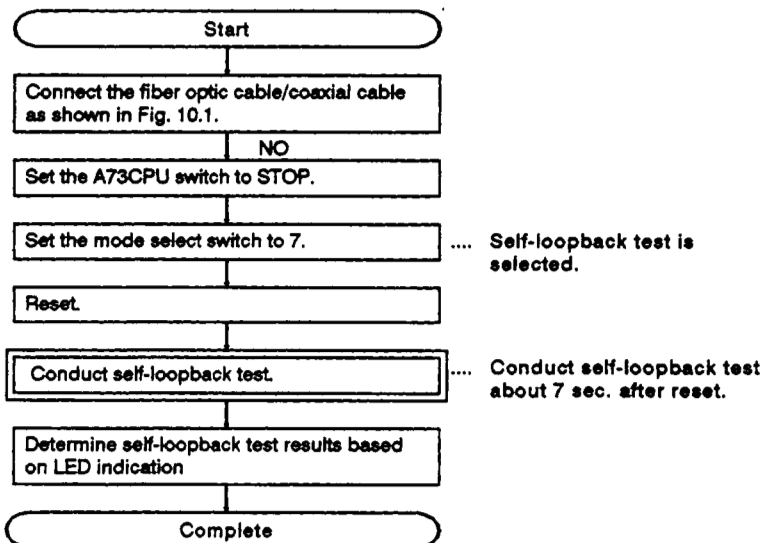 Start
Connect the fiber optic cable/coaxial cable
as shown in Fig. 10.1.
NO
Set the A73CPU switch to STOP.
Set the mode select switch to 7.
.... Self-loopback test is
selected.
Reset.
Conduct self-loopback test.
.... Conduct self-loopback test
about 7 sec. after reset.
Determine self-loopback test results based
on LED indication
Complete